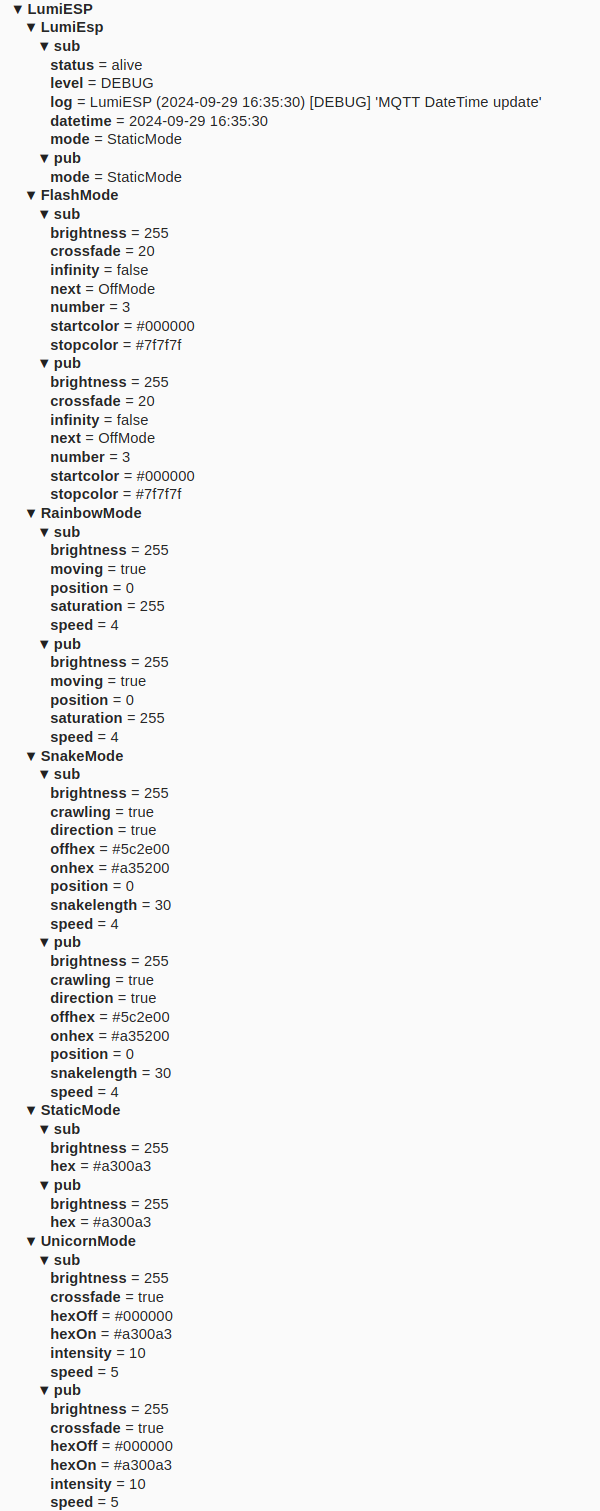 ▼ LumiESP
▼ LumiEsp
▼ sub
status = alive
level = DEBUG
log = LumiESP (2024-09-29 16:35:30) [DEBUG] 'MQTT DateTime update'
datetime = 2024-09-29 16:35:30
mode = StaticMode
▼ pub
mode = StaticMode
▼ FlashMode
▼ sub
brightness = 255
crossfade = 20
infinity = false
next = OffMode
number = 3
startcolor = #000000
stopcolor = #7f7f7f
▼ pub
brightness = 255
crossfade = 20
infinity = false
next = OffMode
number = 3
startcolor = #000000
stopcolor = #7f7f7f
▼ RainbowMode
▼ sub
brightness = 255
moving = true
position = 0
saturation = 255
speed = 4
▼ pub
brightness = 255
moving = true
position = 0
saturation = 255
speed = 4
▼ SnakeMode
▼ sub
brightness = 255
crawling = true
direction = true
offhex = #5c2e00
onhex = #a35200
position = 0
snakelength = 30
speed = 4
▼ pub
brightness = 255
crawling = true
direction = true
offhex = #5c2e00
onhex = #a35200
position = 0
snakelength = 30
speed = 4
▼ StaticMode
▼ sub
brightness = 255
hex = #a300a3
▼ pub
brightness = 255
hex = #a300a3
▼ UnicornMode
▼ sub
brightness = 255
crossfade = true
hexOff = #000000
hexOn = #a300a3
intensity = 10
speed = 5
▼ pub
brightness = 255
crossfade = true
hexOff = #000000
hexOn = #a300a3
intensity = 10
speed = 5